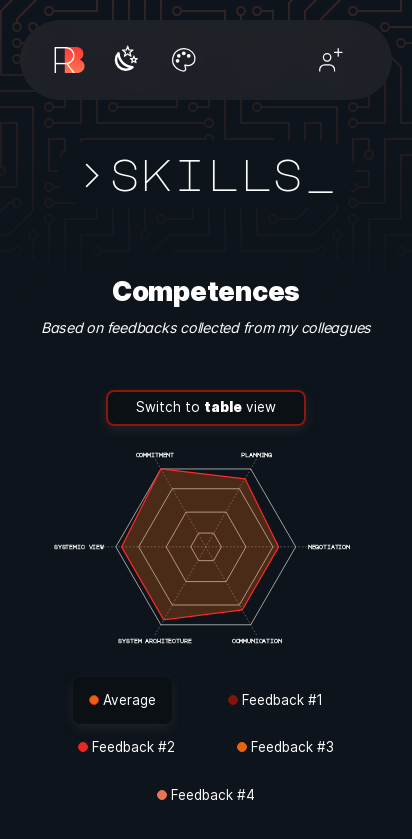 RB
>SKILLS_
Competences
Based on feedbacks collected from my colleagues
Switch to table view
COMMITMENT PLANNING
SYSTEMIC VIEW NEGOTIATION
SYSTEM ARCHITECTURE COMMUNICATION
Average Feedback #1
Feedback #2 Feedback #3
Feedback #4